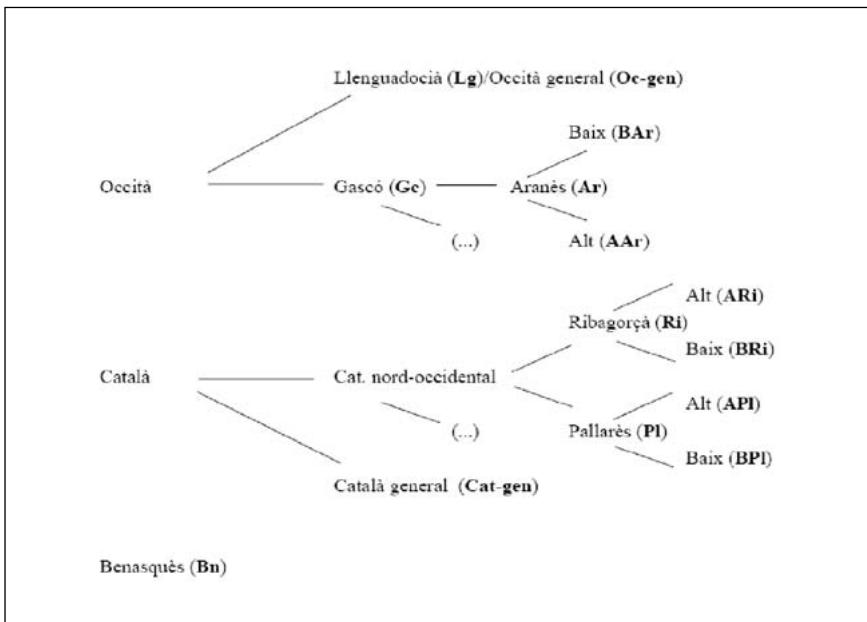 Llenguadocià (Lg)/Occità general (Oc-gen)
Baix (BAr)
Occità
Gascó (Gc)
Aranès (Ar)
(...)
Alt (AAr)
Alt (ARi)
Ribagorçà (Ri)
Baix (BRi)
Català
Cat. nord-occidental
Alt (APl)
(...)
Pallarès (Pl)
Baix (BPl)
Català general (Cat-gen)
Benasquès (Bn)